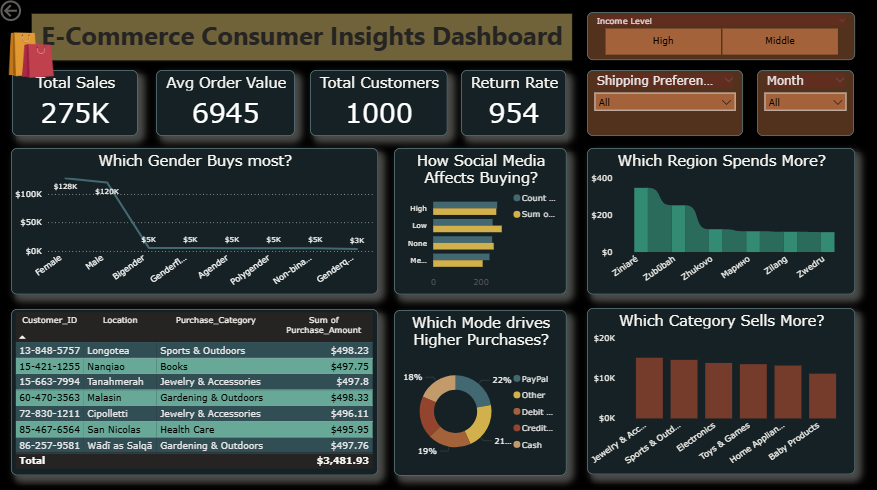 E-Commerce Consumer Insights Dashboard
Income Level
High
Middle
Total Sales
275K
Avg Order Value
6945
Total Customers
1000
Return Rate
954
Shipping Preferen...
All
Month
All
Which Gender Buys most?
$100K
$50K
$0K
$128K
$120K
$5K
$5K
$5K
$5K
$5K
$3K
Female
Male
Bigender
Genderfl...
Agender
Polygender
Non-bina...
Genderq...
How Social Media
Affects Buying?
High
Low
None
Me...
0
200
Count ...
Sum o...
Which Region Spends More?
$400
$200
$0
Ziniaré
Zubūbah
Zhukovo
Марино
Zilang
Zwedru
Customer_ID Location Purchase_Category Sum of
Purchase_Amount
13-848-5757 Longotea Sports & Outdoors $498.23
15-421-1255 Nanqiao Books $497.75
15-663-7994 Tanahmerah Jewelry & Accessories $497.8
60-470-3563 Malasin Gardening & Outdoors $498.33
72-830-1211 Cipolletti Jewelry & Accessories $496.11
85-467-6564 San Nicolas Health Care $495.95
86-257-9581 Wādī as Salqā Gardening & Outdoors $497.76
Total $3,481.93
Which Mode drives
Higher Purchases?
18%
22%
19%
21...
PayPal
Other
Debit ...
Credit...
Cash
Which Category Sells More?
$20K
$10K
$0K
Jewelry & Acc...
Sports & Outd...
Electronics
Toys & Games
Home Applian...
Baby Products